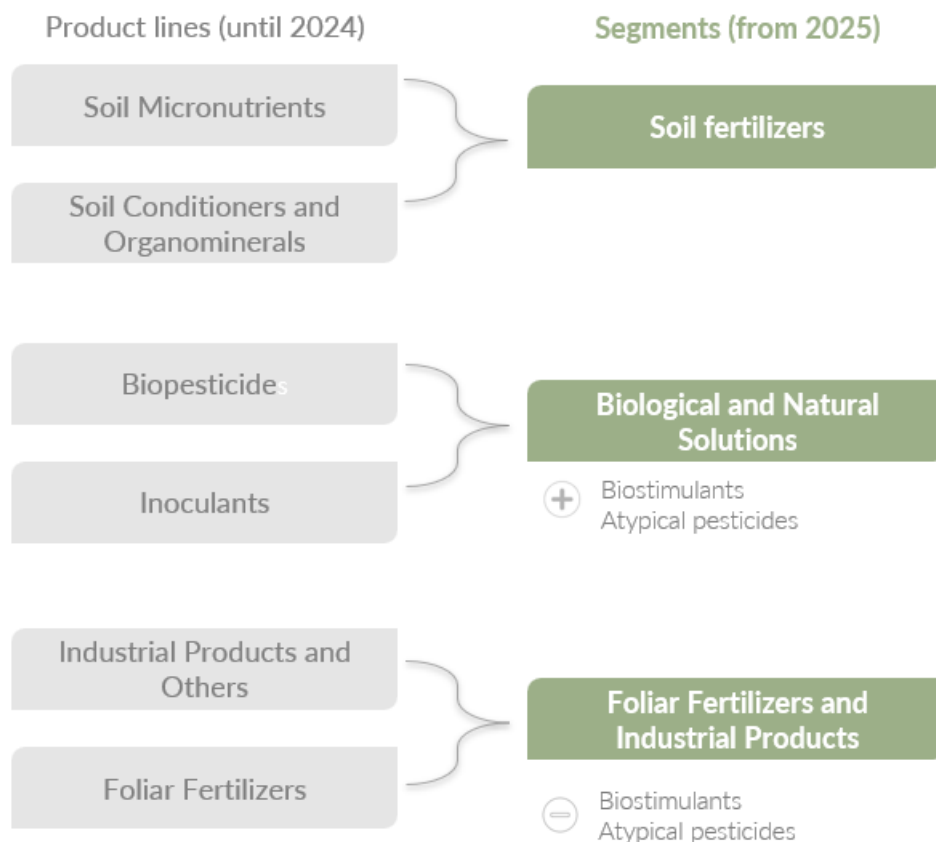 Product lines (until 2024)
Segments (from 2025)
Soil Micronutrients
Soil Conditioners and
Organominerals
Soil fertilizers
Biopesticides
Inoculants
Biological and Natural
Solutions
Biostimulants
Atypical pesticides
Industrial Products and
Others
Foliar Fertilizers
Foliar Fertilizers and
Industrial Products
Biostimulants
Atypical pesticides